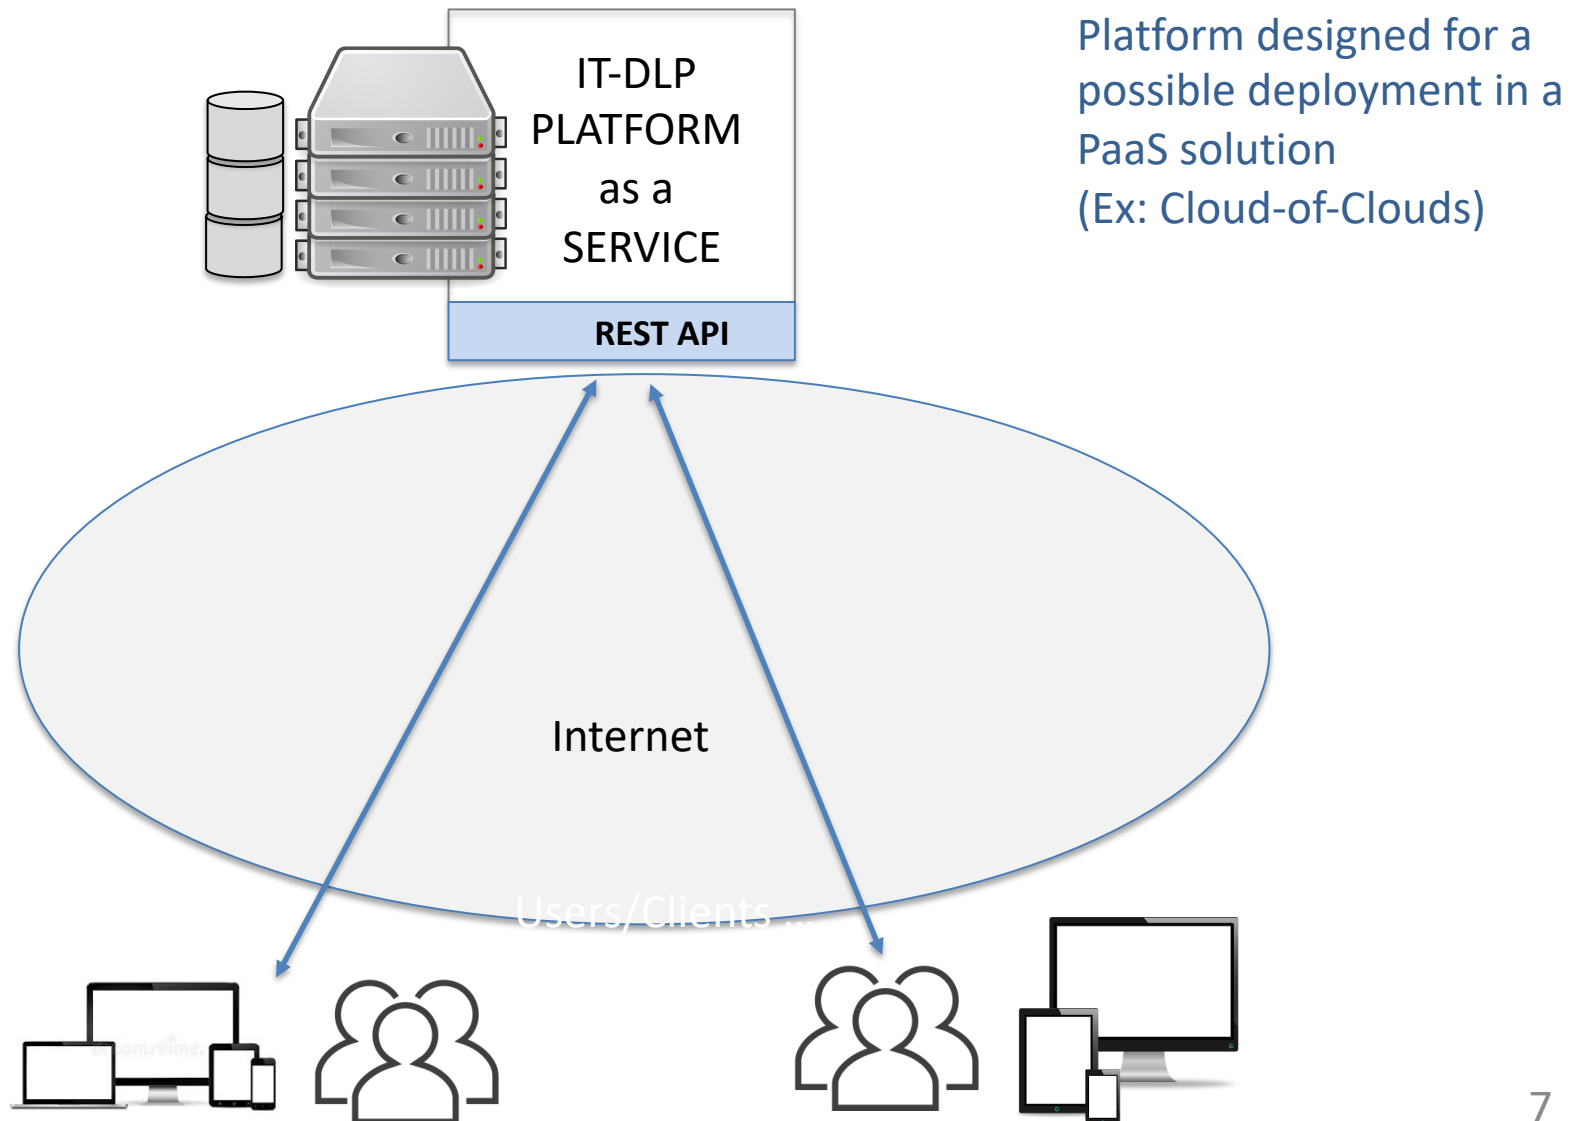 IT-DLP
PLATFORM
as a
SERVICE
REST API
Platform designed for a
possible deployment in a
PaaS solution
(Ex: Cloud-of-Clouds)
Internet
Users/Clients ...
dreamstime.
7